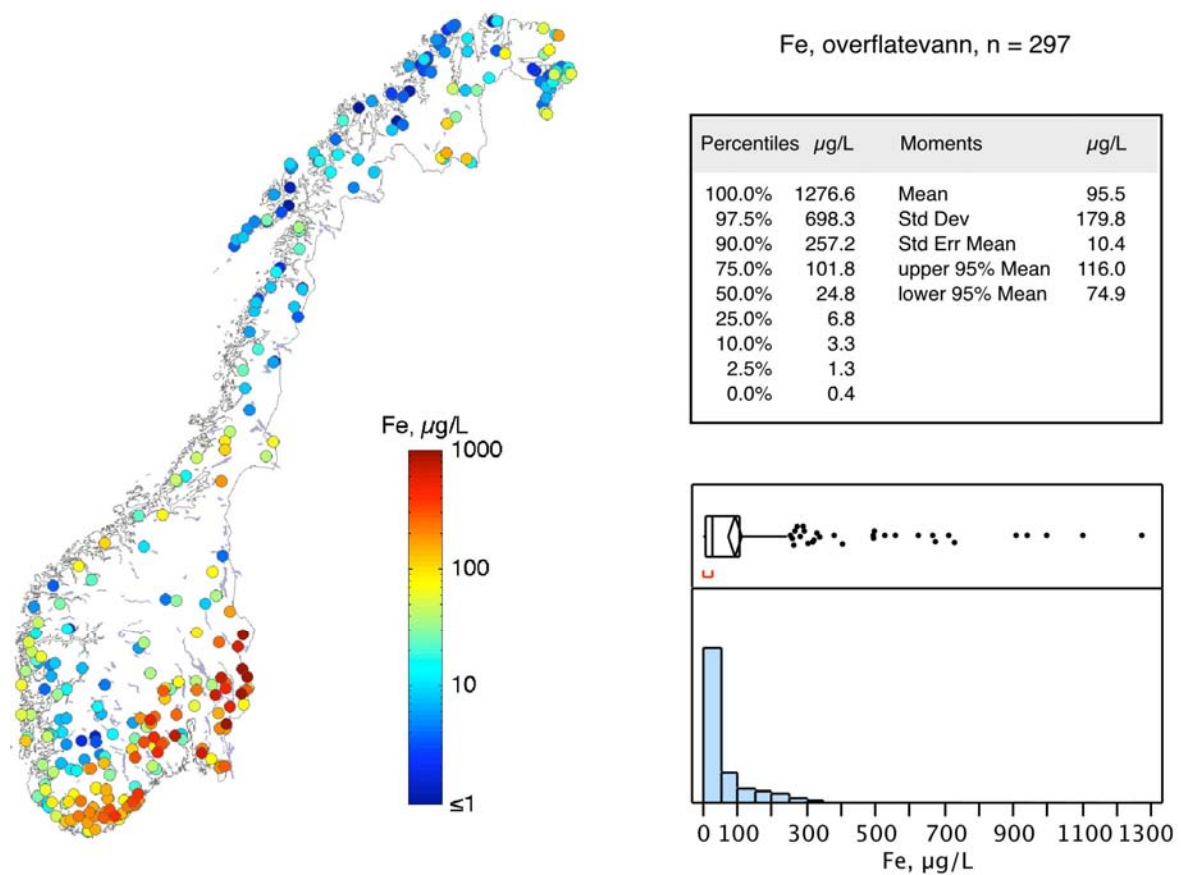 Fe, overflatevann, n = 297
Percentiles µg/L Moments µg/L
100.0% 1276.6 Mean 95.5
97.5% 698.3 Std Dev 179.8
90.0% 257.2 Std Err Mean 10.4
75.0% 101.8 upper 95% Mean 116.0
50.0% 24.8 lower 95% Mean 74.9
25.0% 6.8
10.0% 3.3
2.5% 1.3
0.0% 0.4
Fe, µg/L
1000
100
10
≤1
0 100 300 500 700 900 1100 1300
Fe, µg/L